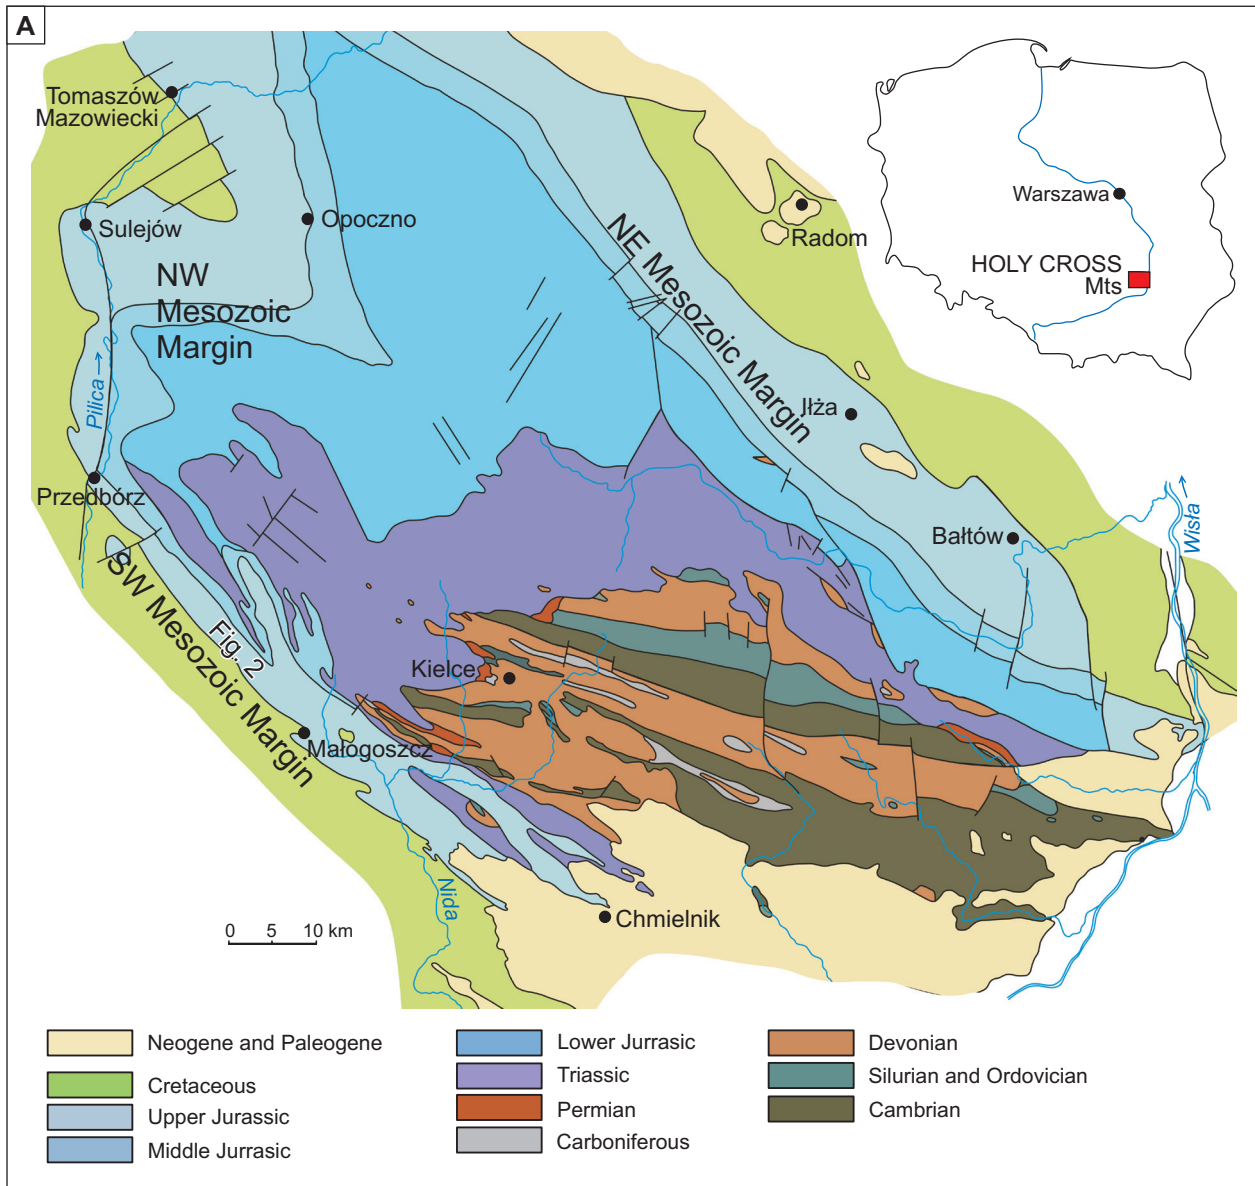 A
Tomaszów
Mazowiecki
Sulejów
Opoczno
NW
Mesozoic
Margin
Pilica →
Przedbórz
NE Mesozoic Margin
Radom
Iłża
Bałtów
Wisła →
Warszawa
HOLY CROSS
Mts
SW Mesozoic Margin
Fig. 2
Kielce
Małogoszcz
Nida
Chmielnik
0 5 10 km
Neogene and Paleogene
Cretaceous
Upper Jurassic
Middle Jurrasic
Lower Jurrasic
Triassic
Permian
Carboniferous
Devonian
Silurian and Ordovician
Cambrian